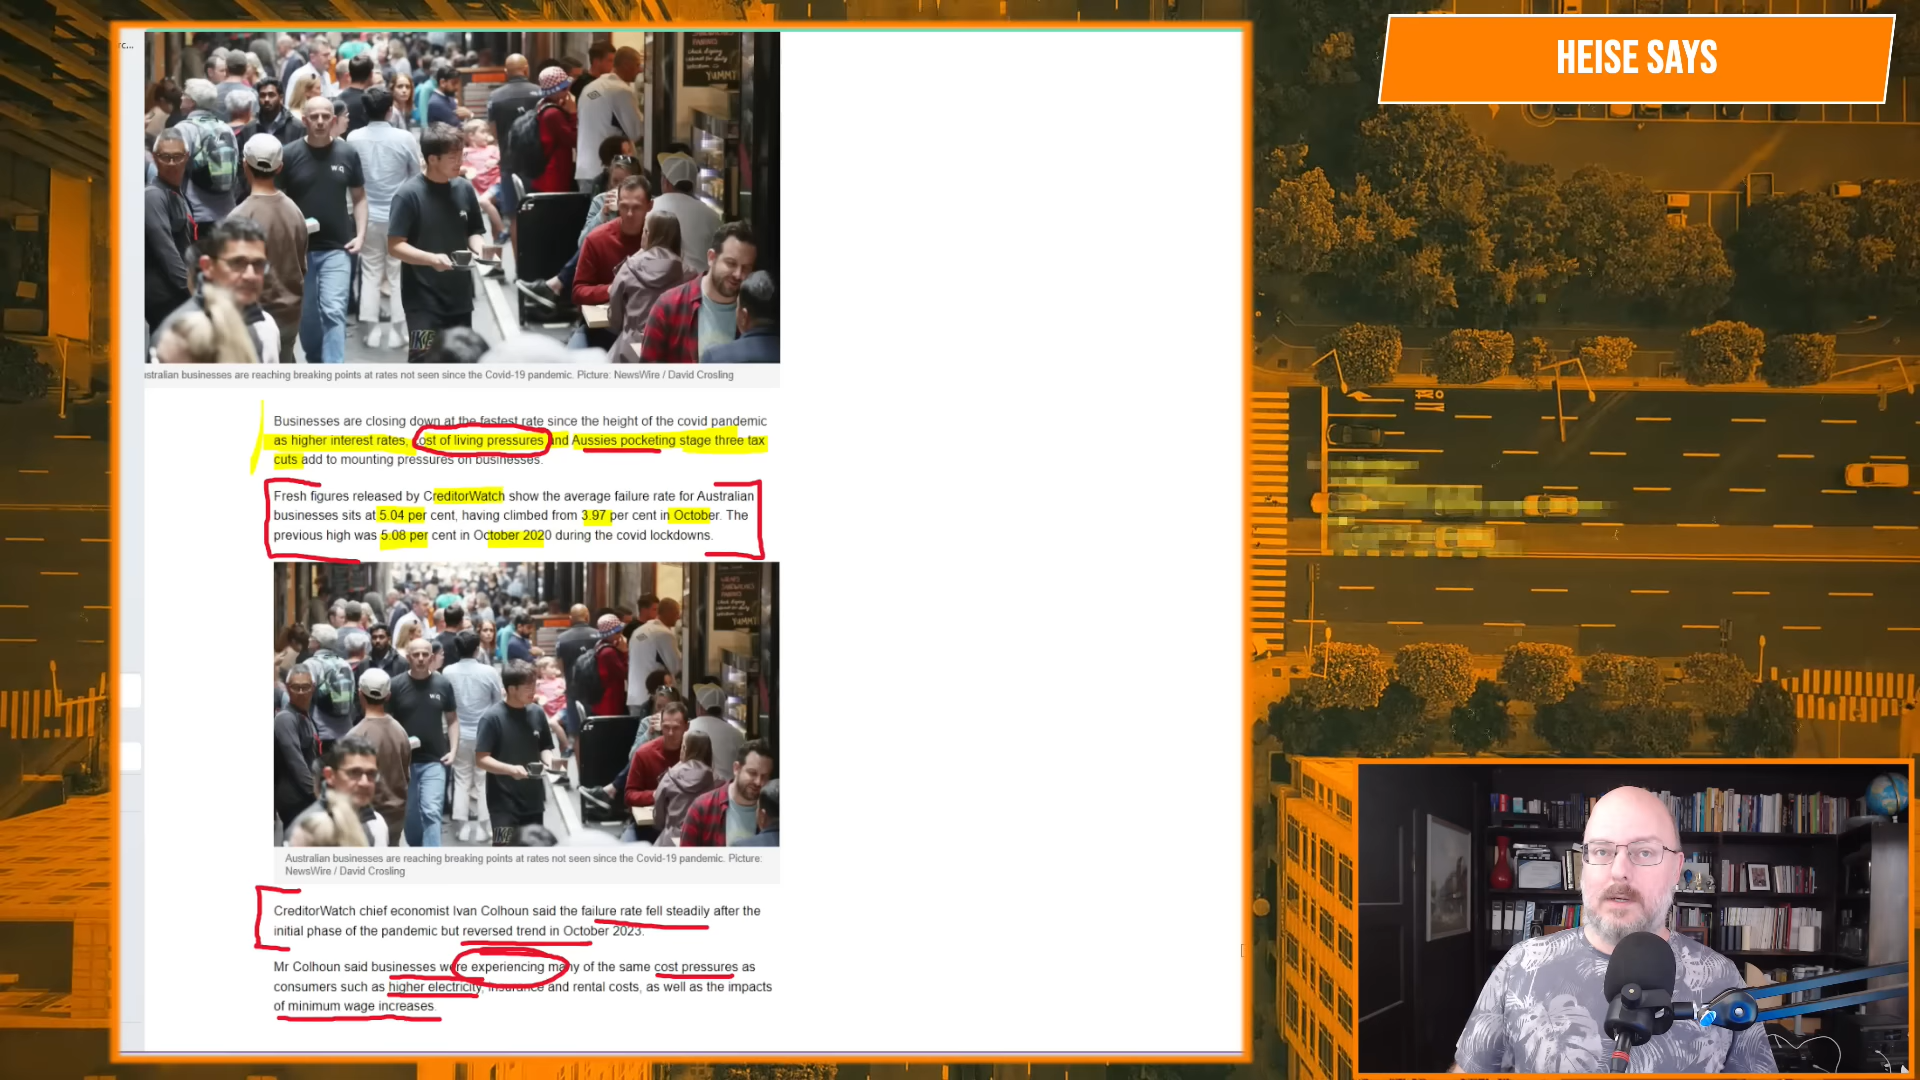 rc...
HEISE SAYS
YUMMY
stralian businesses are reaching breaking points at rates not seen since the Covid-19 pandemic. Picture: NewsWire / David Crosling
Businesses are closing down at the fastest rate since the height of the covid pandemic
as higher interest rates, cost of living pressures and Aussies pocketing stage three tax
cuts add to mounting pressures on businesses.
Fresh figures released by CreditorWatch show the average failure rate for Australian
businesses sits at 5.04 per cent, having climbed from 3.97 per cent in October. The
previous high was 5.08 per cent in October 2020 during the covid lockdowns.
YUMMY
Australian businesses are reaching breaking points at rates not seen since the Covid-19 pandemic. Picture:
NewsWire / David Crosling
CreditorWatch chief economist Ivan Colhoun said the failure rate fell steadily after the
initial phase of the pandemic but reversed trend in October 2023.
Mr Colhoun said businesses were experiencing many of the same cost pressures as
consumers such as higher electricity, insurance and rental costs, as well as the impacts
of minimum wage increases.